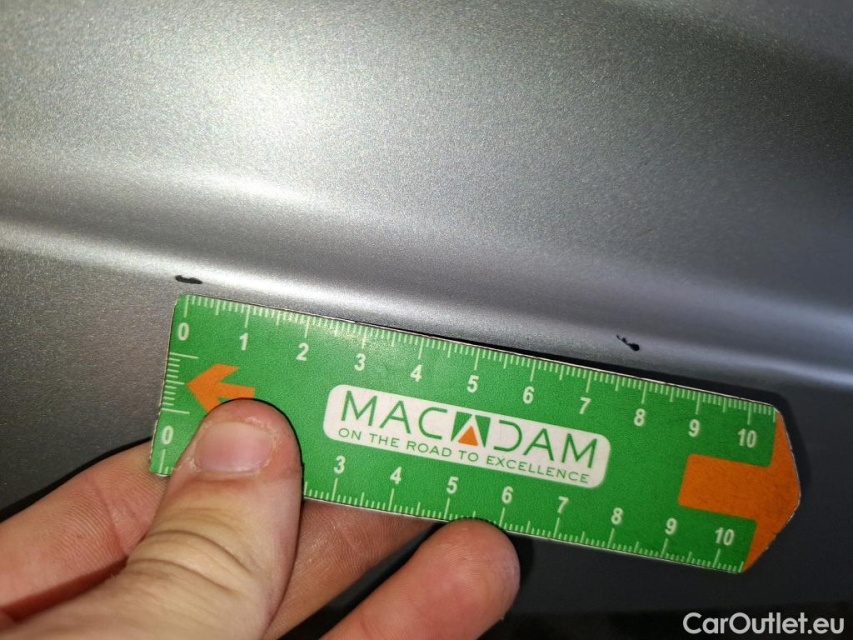 0 1 2 3 4 5 6 7 8 9 10
MACADAM
ON THE ROAD TO EXCELLENCE
0 3 4 5 6 7 8 9 10
CarOutlet.eu